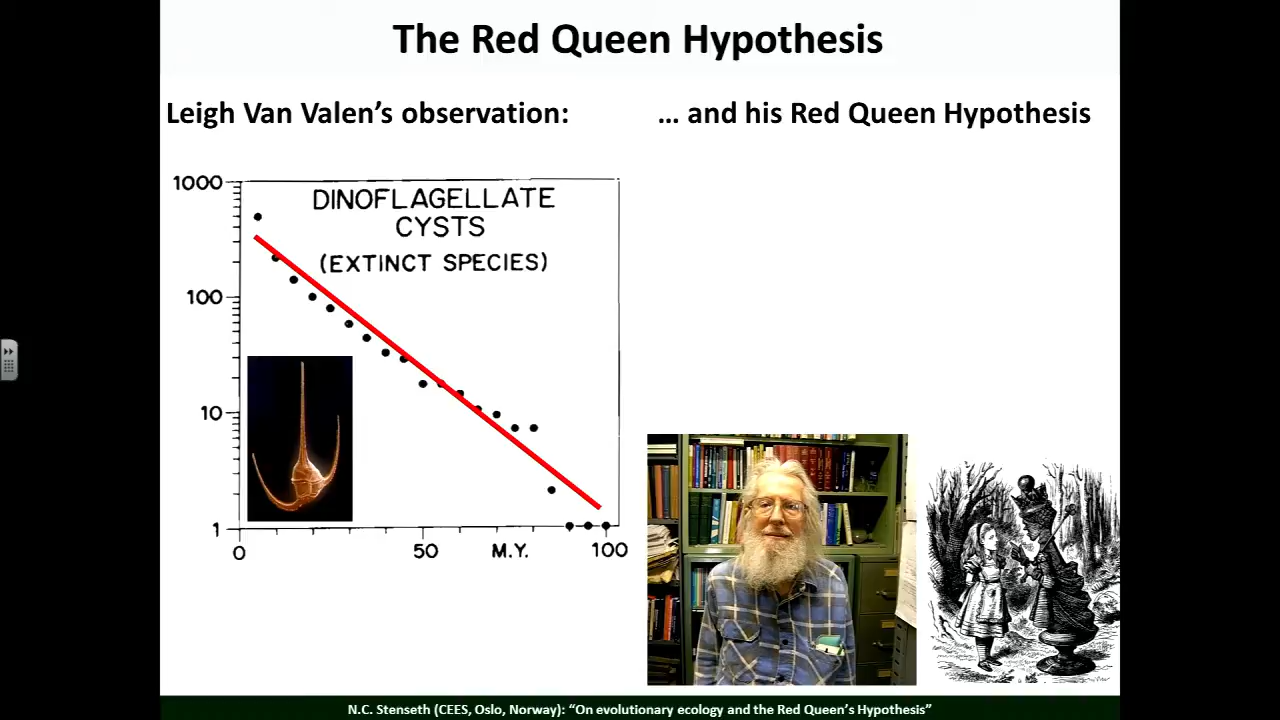 The Red Queen Hypothesis
Leigh Van Valen’s observation:
… and his Red Queen Hypothesis
DINOFLAGELLATE
CYSTS
(EXTINCT SPECIES)
1000
100
10
1
0
50
M.Y.
100
N.C. Stenseth (CEES, Oslo, Norway): “On evolutionary ecology and the Red Queen’s Hypothesis”